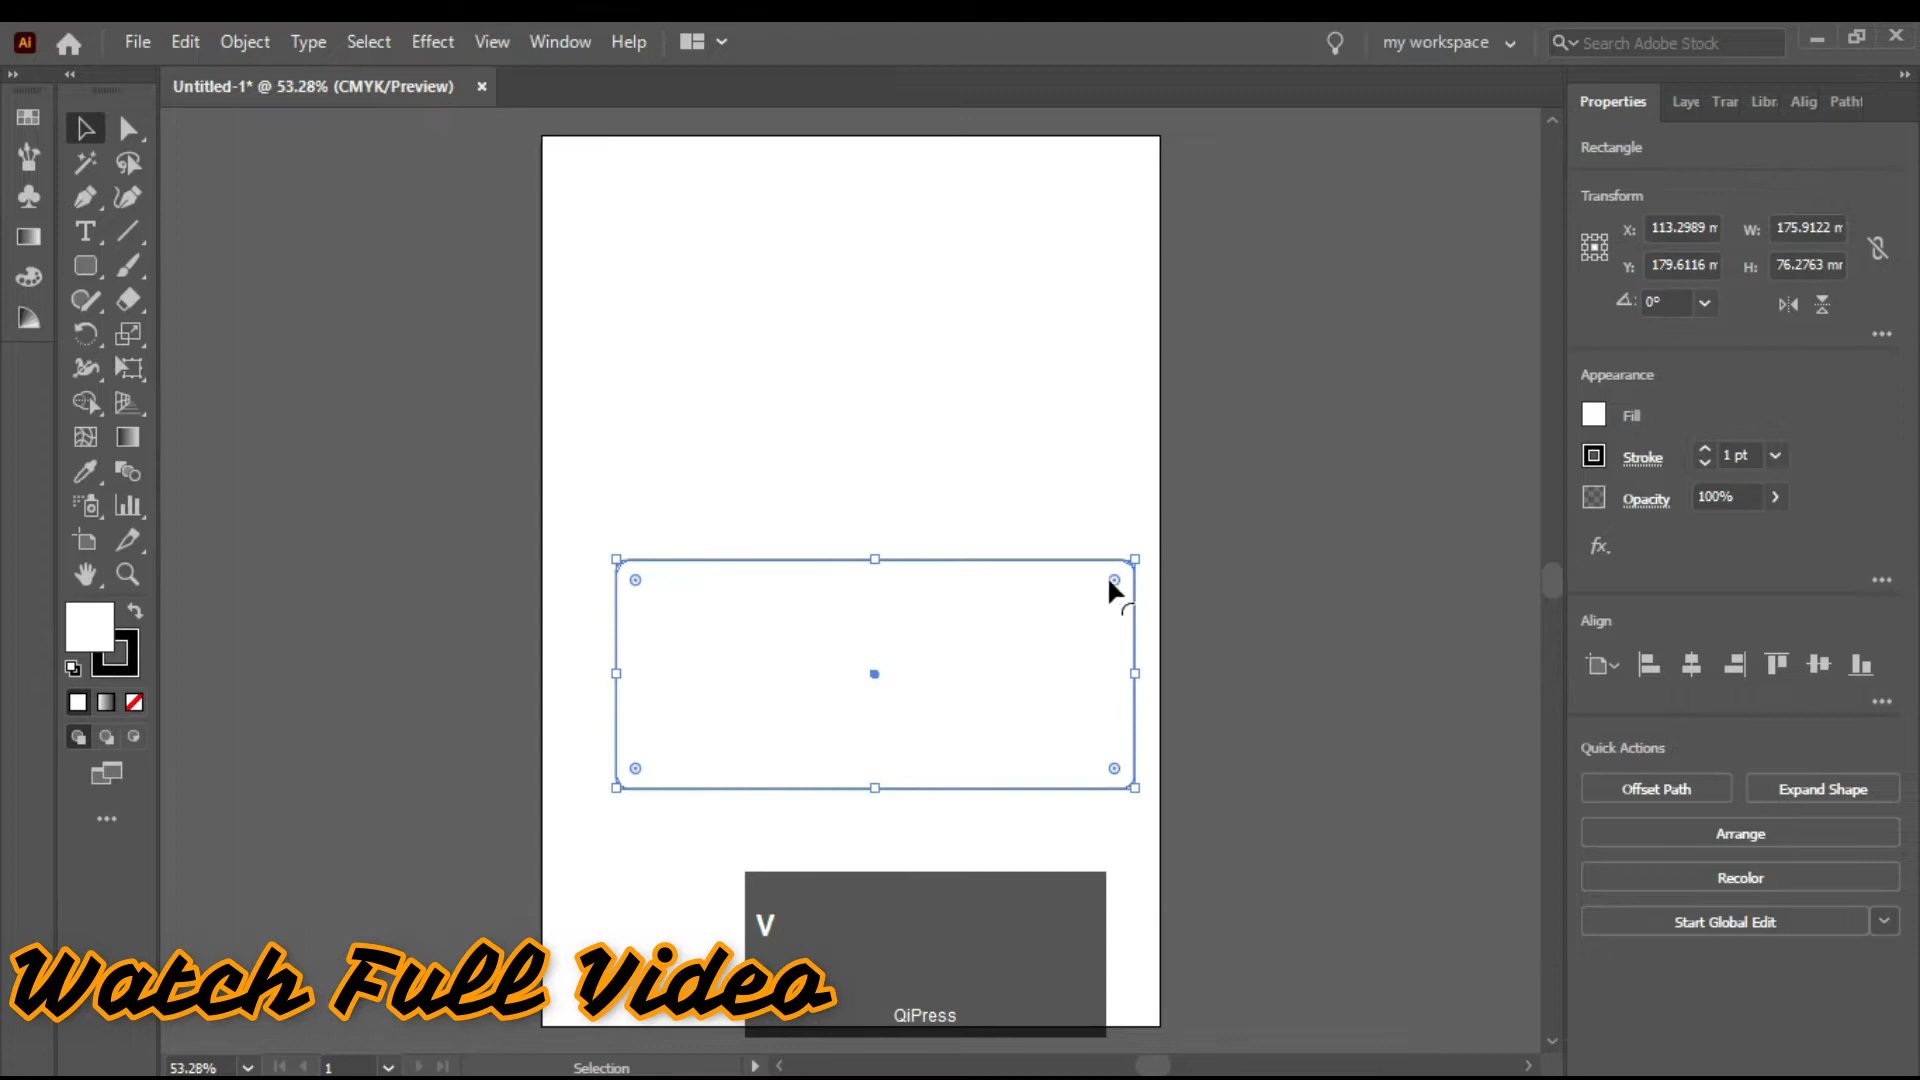 Ai
File Edit Object Type Select Effect View Window Help
my workspace
Search Adobe Stock
Untitled-1* @ 53.28% (CMYK/Preview)
Properties Laye Tran Libr Alig Path
Rectangle
Transform
X: 113.2989 m W: 175.9122 m
Y: 179.6116 m H: 76.2763 mm
0°
Appearance
Fill
Stroke 1 pt
Opacity 100%
fx.
Align
Quick Actions
Offset Path Expand Shape
Arrange
Recolor
Start Global Edit
V
QiPress
Watch Full Video
53.28% 1 Selection